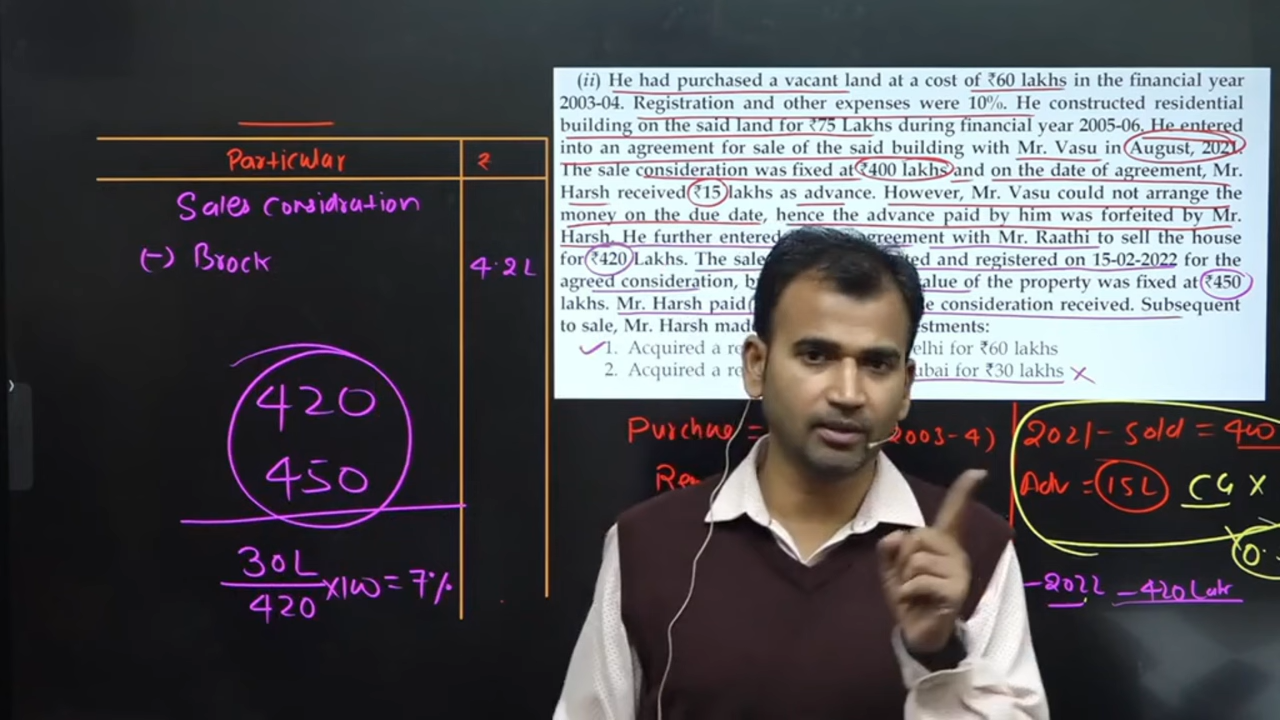 Particular ₹
Sales Considration
(-) Brock 4.2L
420
450
30L
420
×100 = 7%
(ii) He had purchased a vacant land at a cost of ₹60 lakhs in the financial year
2003-04. Registration and other expenses were 10%. He constructed residential
building on the said land for ₹75 Lakhs during financial year 2005-06. He entered
into an agreement for sale of the said building with Mr. Vasu in August, 2021.
The sale consideration was fixed at ₹400 lakhs and on the date of agreement, Mr.
Harsh received ₹15 lakhs as advance. However, Mr. Vasu could not arrange the
money on the due date, hence the advance paid by him was forfeited by Mr.
Harsh. He further entered agreement with Mr. Raathi to sell the house
for ₹420 Lakhs. The sale ted and registered on 15-02-2022 for the
agreed consideration, b alue of the property was fixed at ₹450
lakhs. Mr. Harsh paid e consideration received. Subsequent
to sale, Mr. Harsh made estments:
1. Acquired a re elhi for ₹60 lakhs
2. Acquired a re ubai for ₹30 lakhs
Purchase = 2003-4)
2021 - Sold = 400
Adv = 15L CG ×
-2022 - 420 Lakh